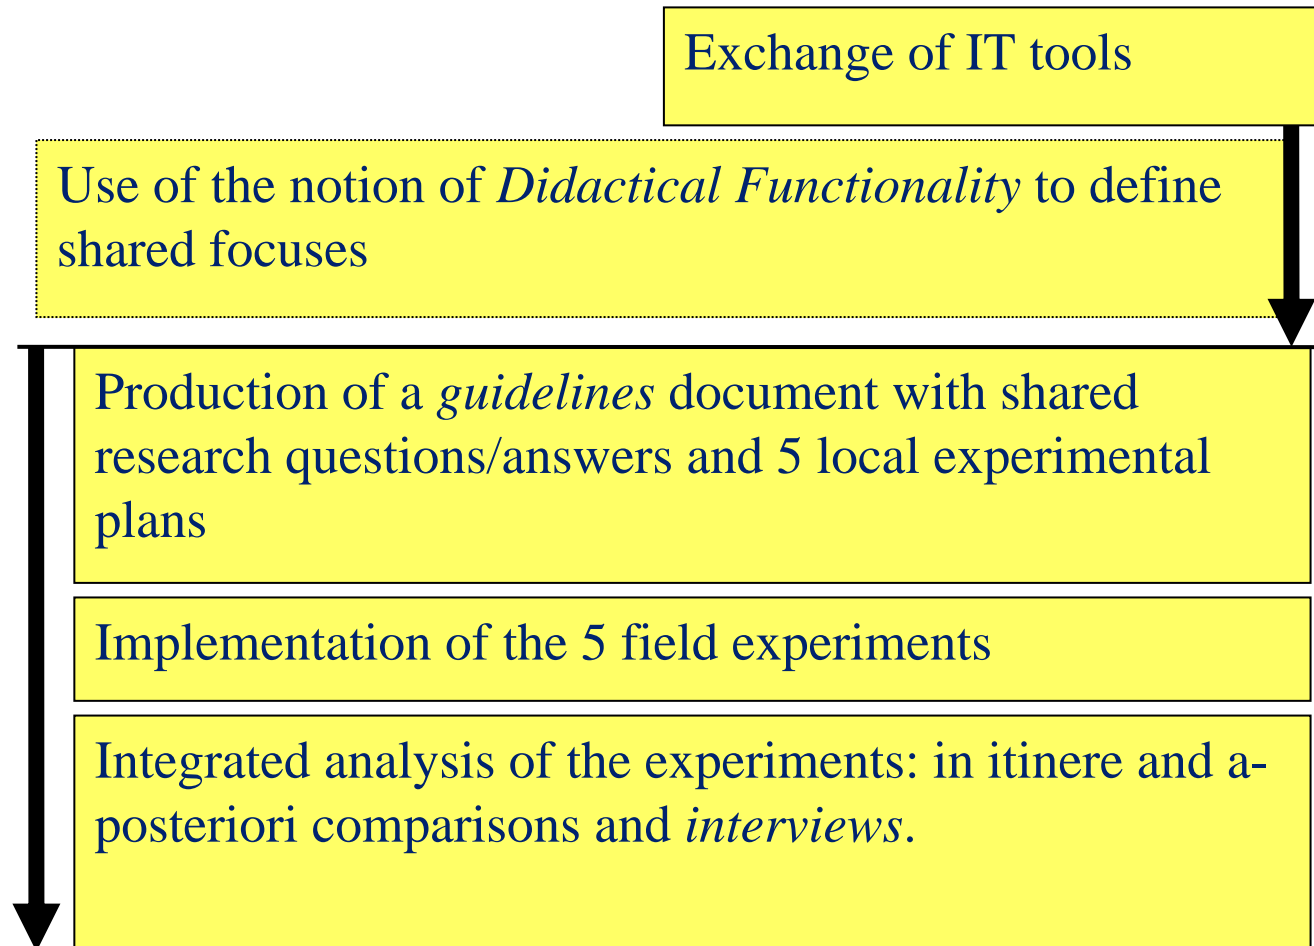 Exchange of IT tools
Use of the notion of Didactical Functionality to define
shared focuses
Production of a guidelines document with shared
research questions/answers and 5 local experimental
plans
Implementation of the 5 field experiments
Integrated analysis of the experiments: in itinere and a-
posteriori comparisons and interviews.